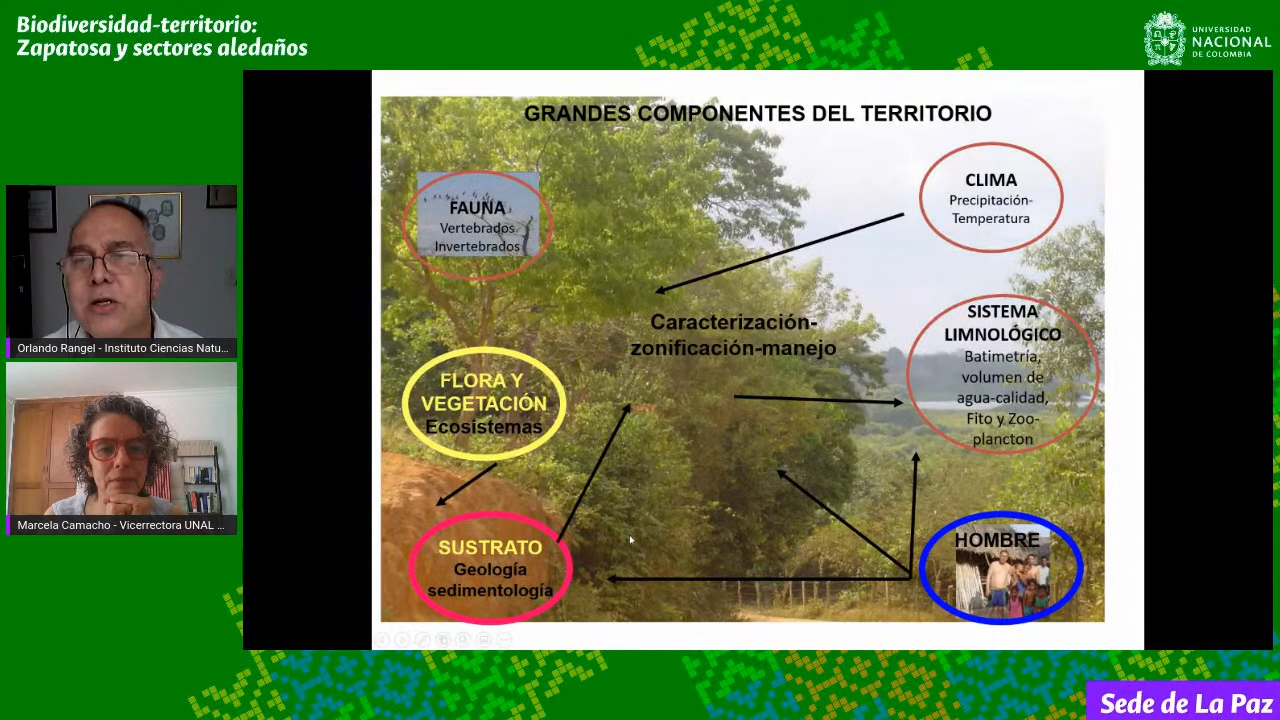 Biodiversidad-territorio:
Zapatosa y sectores aledaños
UNIVERSIDAD
NACIONAL
DE COLOMBIA
GRANDES COMPONENTES DEL TERRITORIO
FAUNA
Vertebrados
Invertebrados
CLIMA
Precipitación-
Temperatura
Caracterización-
zonificación-manejo
SISTEMA
LIMNOLÓGICO
Batimetría,
volumen de
agua-calidad,
Fito y Zoo-
plancton
FLORA Y
VEGETACIÓN
Ecosistemas
SUSTRATO
Geología
sedimentología
HOMBRE
Orlando Rangel - Instituto Ciencias Natu...
Marcela Camacho - Vicerrectora UNAL ...
Sede de La Paz